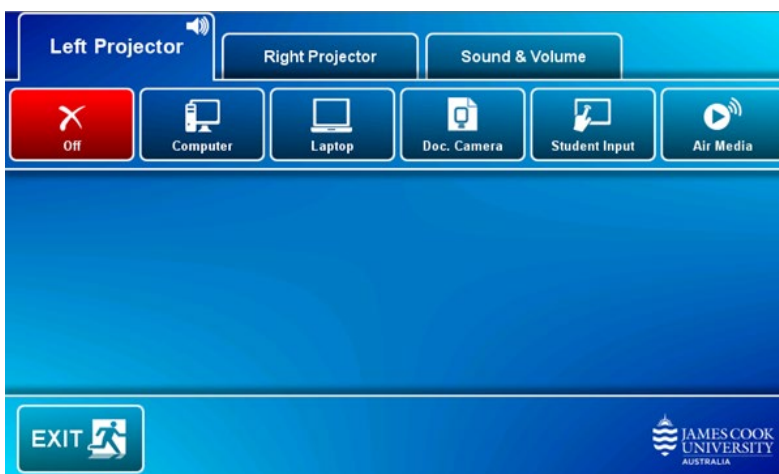 Left Projector
Right Projector
Sound & Volume
Off
Computer
Laptop
Doc. Camera
Student Input
Air Media
EXIT
JAMES COOK
UNIVERSITY
AUSTRALIA